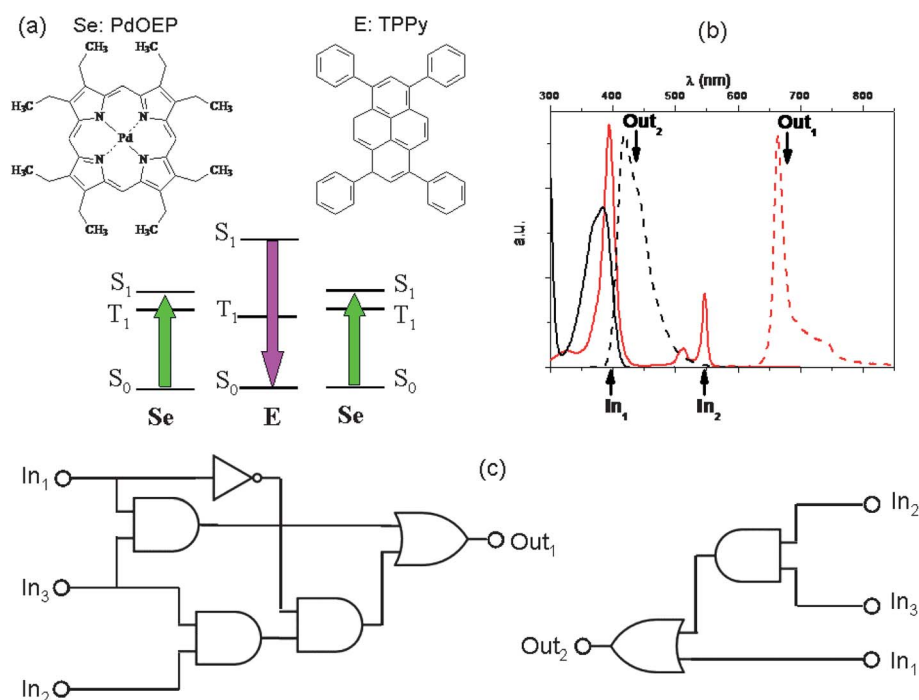 (a)
Se: PdOEP
E: TPPy
CH₃
H₃C
H₃C
CH₃
H₃C
CH₃
CH₃
H₃C
N
N
Pd
N
N
S₁
S₁
T₁
S₀
Se
T₁
S₀
E
S₁
T₁
S₀
Se
(b)
λ (nm)
300 400 500 600 700 800
Out₂
Out₁
a.u.
In₁
In₂
(c)
In₁
In₃
In₂
Out₁
In₂
In₃
In₁
Out₂